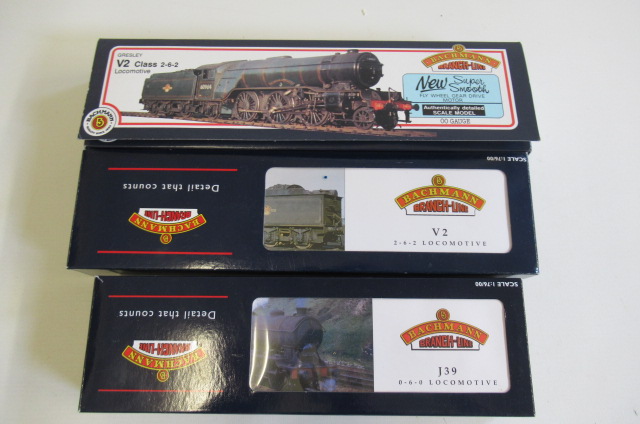 GRESLEY
V2 Class 2-6-2
Locomotive
BACHMANN
BRANCH-LINE
New Super
Smooth
FLY WHEEL GEAR DRIVE
MOTOR
Authentically detailed
SCALE MODEL
OO GAUGE
BACHMANN
SCALE 1:76/00
Detail that counts
BACHMANN
BRANCH-LINE
BACHMANN
BRANCH-LINE
V2
2-6-2 LOCOMOTIVE
SCALE 1:76/00
Detail that counts
BACHMANN
BRANCH-LINE
BACHMANN
BRANCH-LINE
J39
0-6-0 LOCOMOTIVE